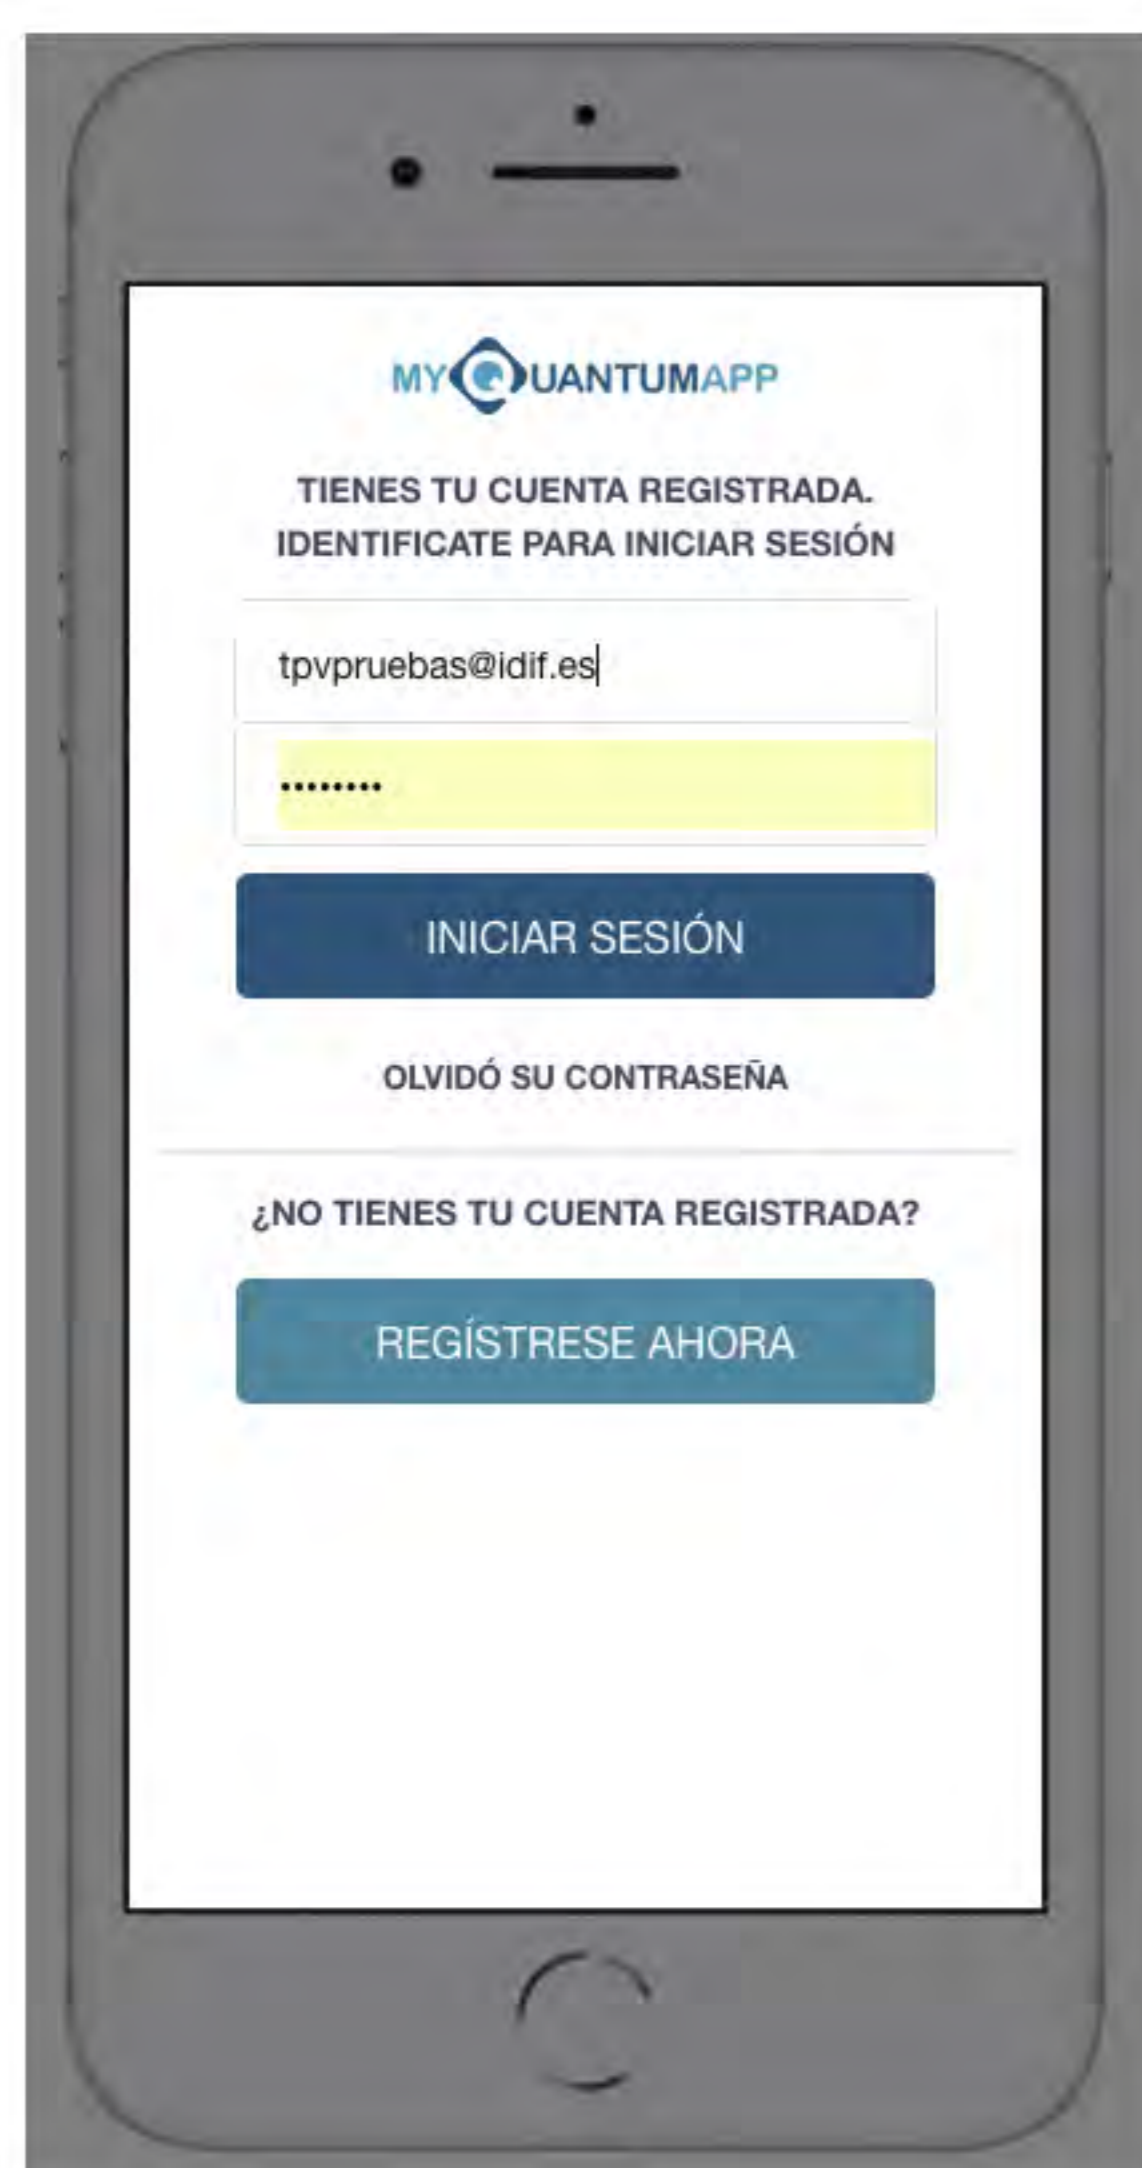 MYQUANTUMAPP
TIENES TU CUENTA REGISTRADA.
IDENTIFICATE PARA INICIAR SESIÓN
tpvpruebas@idif.es
•••••••••
INICIAR SESIÓN
OLVIDÓ SU CONTRASEÑA
¿NO TIENES TU CUENTA REGISTRADA?
REGÍSTRESE AHORA